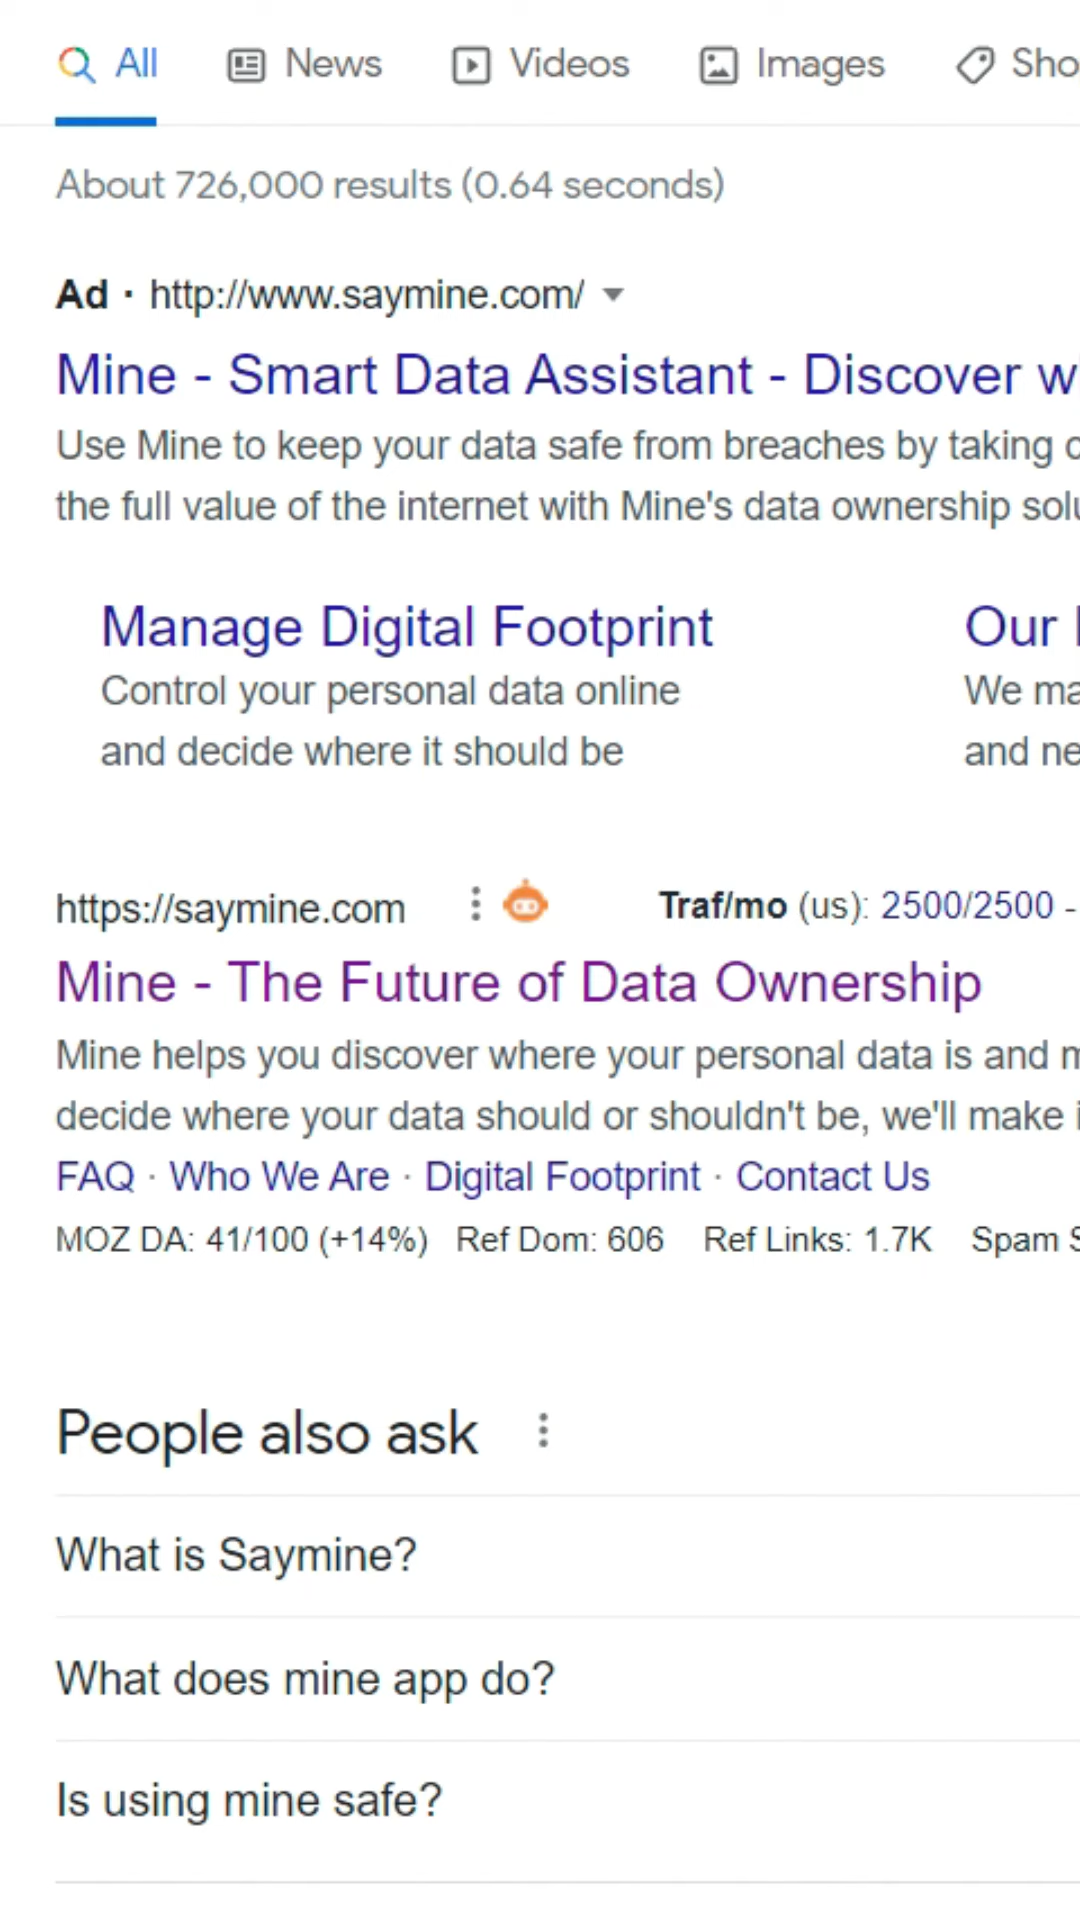 All News Videos Images Sho
About 726,000 results (0.64 seconds)
Ad · http://www.saymine.com/
Mine - Smart Data Assistant - Discover w
Use Mine to keep your data safe from breaches by taking c
the full value of the internet with Mine's data ownership solu
Manage Digital Footprint
Control your personal data online
and decide where it should be
Our
We ma
and ne
https://saymine.com Traf/mo (us): 2500/2500 -
Mine - The Future of Data Ownership
Mine helps you discover where your personal data is and m
decide where your data should or shouldn't be, we'll make i
FAQ · Who We Are · Digital Footprint · Contact Us
MOZ DA: 41/100 (+14%) Ref Dom: 606 Ref Links: 1.7K Spam S
People also ask
What is Saymine?
What does mine app do?
Is using mine safe?